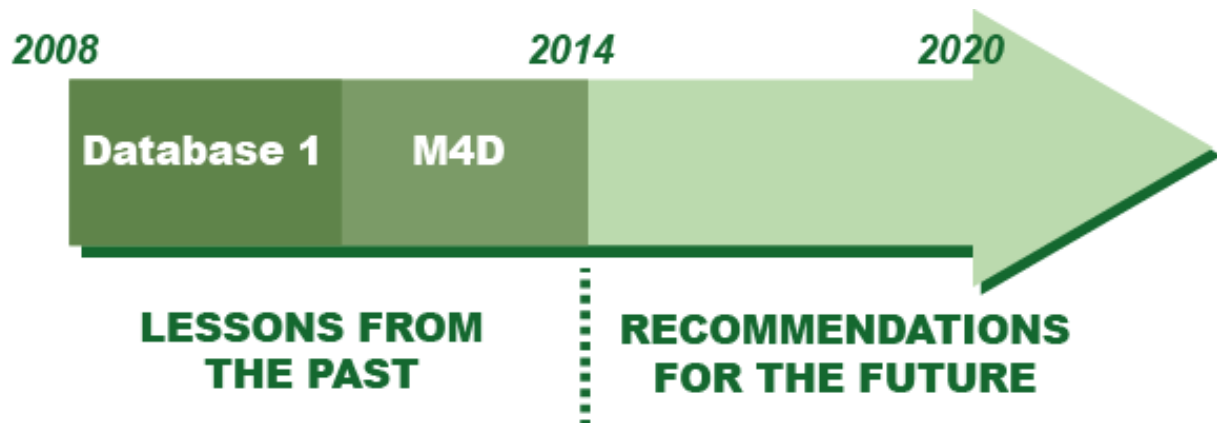 2008 2014 2020
Database 1 M4D
LESSONS FROM
THE PAST
RECOMMENDATIONS
FOR THE FUTURE